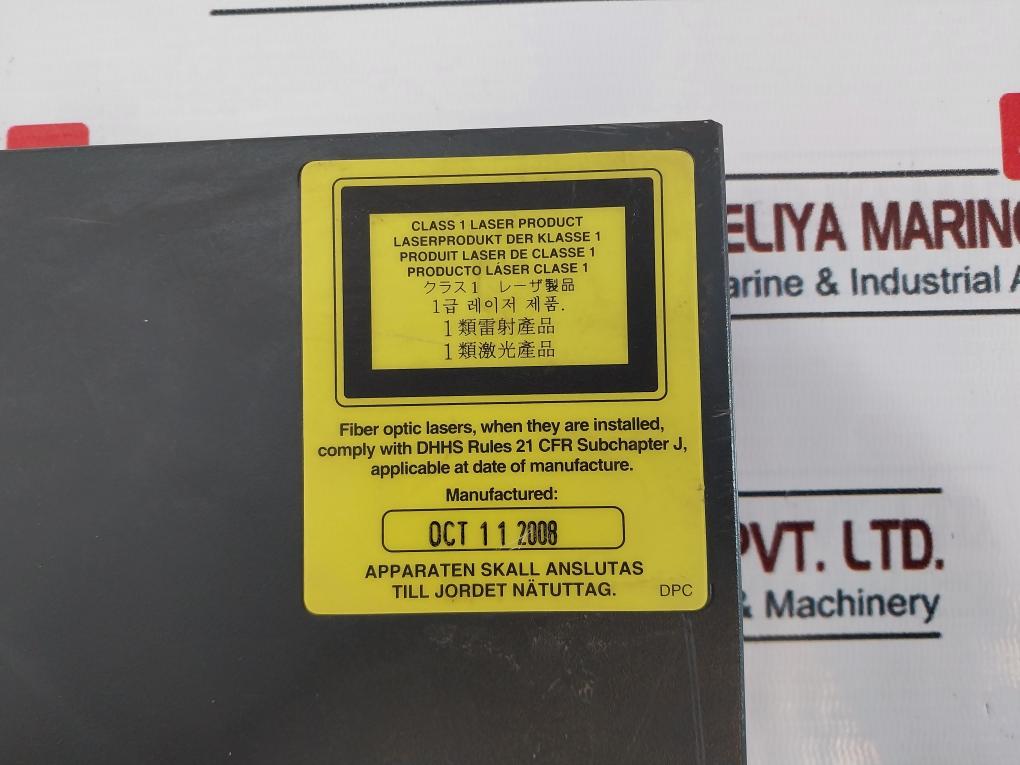 CLASS 1 LASER PRODUCT
LASERPRODUKT DER KLASSE 1
PRODUIT LASER DE CLASSE 1
PRODUCTO LÁSER CLASE 1
クラス1 レーザ製品
1급 레이저 제품.
1類雷射產品
1類激光產品
Fiber optic lasers, when they are installed,
comply with DHHS Rules 21 CFR Subchapter J,
applicable at date of manufacture.
Manufactured:
OCT 11 2008
APPARATEN SKALL ANSLUTAS
TILL JORDET NÄTUTTAG.
DPC
ELIYA MARINC
arine & Industrial A
PVT. LTD.
& Machinery